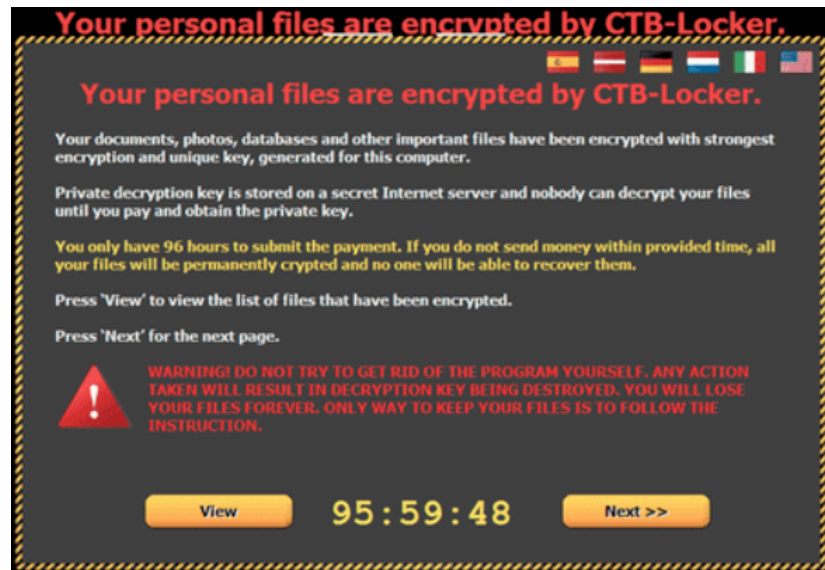 Your personal files are encrypted by CTB-Locker.
Your personal files are encrypted by CTB-Locker.
Your documents, photos, databases and other important files have been encrypted with strongest
encryption and unique key, generated for this computer.
Private decryption key is stored on a secret Internet server and nobody can decrypt your files
until you pay and obtain the private key.
You only have 96 hours to submit the payment. If you do not send money within provided time, all
your files will be permanently crypted and no one will be able to recover them.
Press 'View' to view the list of files that have been encrypted.
Press 'Next' for the next page.
WARNING! DO NOT TRY TO GET RID OF THE PROGRAM YOURSELF. ANY ACTION
TAKEN WILL RESULT IN DECRYPTION KEY BEING DESTROYED. YOU WILL LOSE
YOUR FILES FOREVER. ONLY WAY TO KEEP YOUR FILES IS TO FOLLOW THE
INSTRUCTION.
View 95:59:48 Next >>